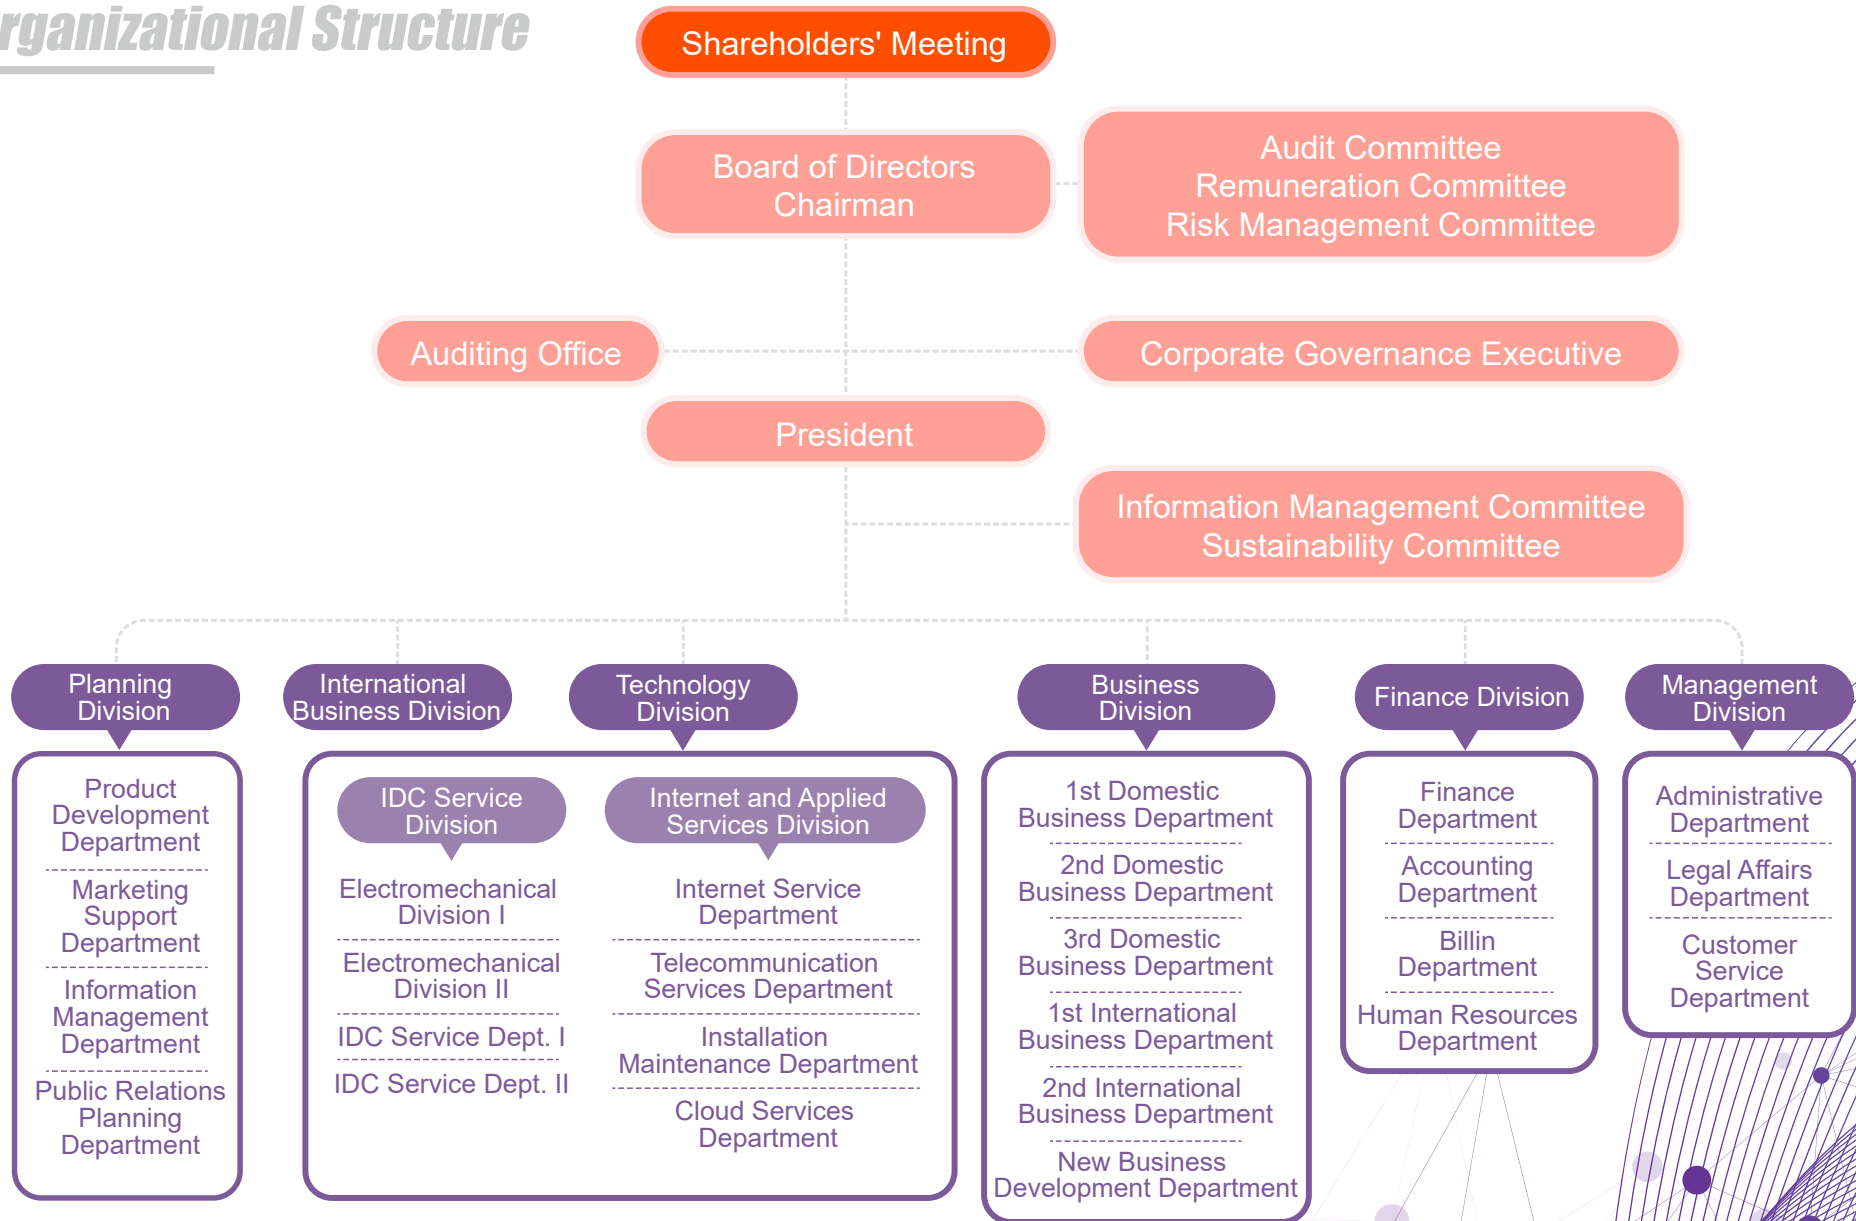 rganizational Structure
Shareholders' Meeting
Board of Directors
Chairman
Audit Committee
Remuneration Committee
Risk Management Committee
Auditing Office
Corporate Governance Executive
President
Information Management Committee
Sustainability Committee
Planning
Division
International
Business Division
Technology
Division
Business
Division
Finance Division
Management
Division
Product
Development
Department
Marketing
Support
Department
Information
Management
Department
Public Relations
Planning
Department
IDC Service
Division
Electromechanical
Division I
Electromechanical
Division II
IDC Service Dept. I
IDC Service Dept. II
Internet and Applied
Services Division
Internet Service
Department
Telecommunication
Services Department
Installation
Maintenance Department
Cloud Services
Department
1st Domestic
Business Department
2nd Domestic
Business Department
3rd Domestic
Business Department
1st International
Business Department
2nd International
Business Department
New Business
Development Department
Finance
Department
Accounting
Department
Billin
Department
Human Resources
Department
Administrative
Department
Legal Affairs
Department
Customer
Service
Department